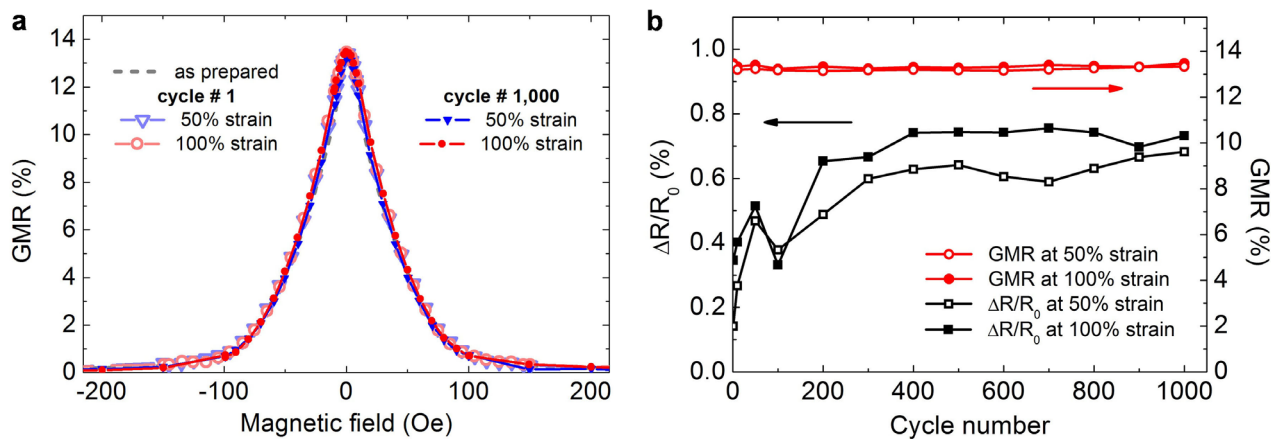 a
14
12
10
8
6
4
2
0
GMR (%)
-200
-100
0
100
200
Magnetic field (Oe)
as prepared
cycle # 1
50% strain
100% strain
cycle # 1,000
50% strain
100% strain
b
1.0
0.8
0.6
0.4
0.2
0.0
ΔR/R0 (%)
14
12
10
8
6
4
2
0
GMR (%)
0
200
400
600
800
1000
Cycle number
GMR at 50% strain
GMR at 100% strain
ΔR/R0 at 50% strain
ΔR/R0 at 100% strain